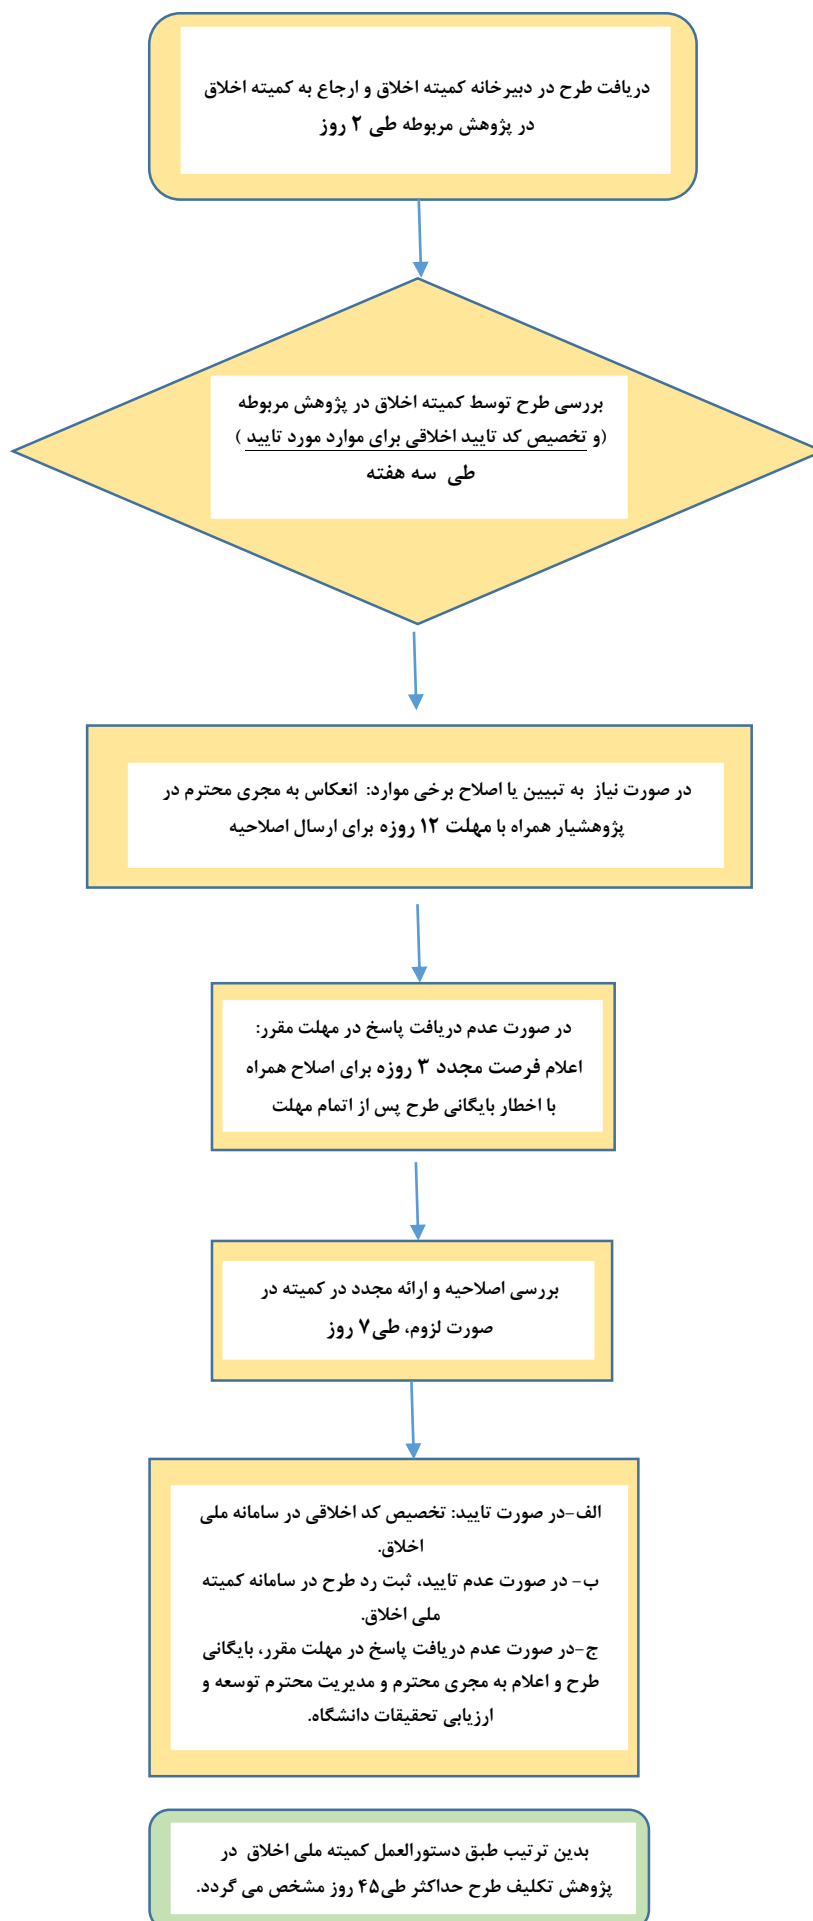 دریافت طرح در دبیرخانه کمیته اخلاق و ارجاع به کمیته اخلاق
در پژوهش مربوطه طی ۲ روز
بررسی طرح توسط کمیته اخلاق در پژوهش مربوطه
(و تخصیص کد تایید اخلاقی برای موارد مورد تایید )
طی سه هفته
در صورت نیاز به تبیین یا اصلاح برخی موارد: انعکاس به مجری محترم در
پژوهشیار همراه با مهلت ۱۲ روزه برای ارسال اصلاحیه
در صورت عدم دریافت پاسخ در مهلت مقرر:
اعلام فرصت مجدد ۳ روزه برای اصلاح همراه
با اخطار بایگانی طرح پس از اتمام مهلت
بررسی اصلاحیه و ارائه مجدد در کمیته در
صورت لزوم، طی۷ روز
الف-در صورت تایید: تخصیص کد اخلاقی در سامانه ملی
اخلاق.
ب- در صورت عدم تایید، ثبت رد طرح در سامانه کمیته
ملی اخلاق.
ج-در صورت عدم دریافت پاسخ در مهلت مقرر، بایگانی
طرح و اعلام به مجری محترم و مدیریت محترم توسعه و
ارزیابی تحقیقات دانشگاه.
بدین ترتیب طبق دستورالعمل کمیته ملی اخلاق در
پژوهش تکلیف طرح حداکثر طی۴۵ روز مشخص می گردد.